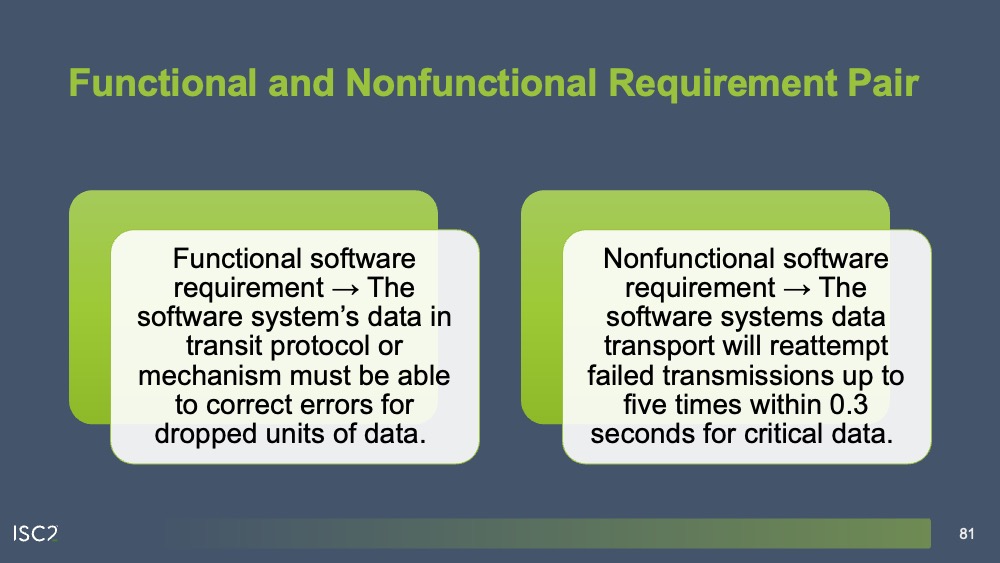 Functional and Nonfunctional Requirement Pair
Functional software
requirement → The
software system’s data in
transit protocol or
mechanism must be able
to correct errors for
dropped units of data.
Nonfunctional software
requirement → The
software systems data
transport will reattempt
failed transmissions up to
five times within 0.3
seconds for critical data.
ISC2
81